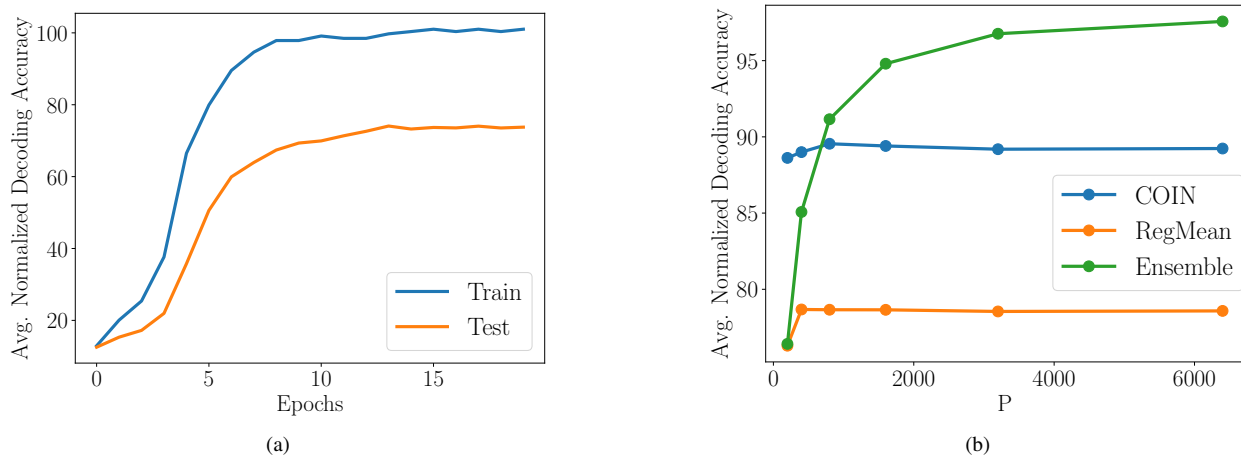 Avg. Normalized Decoding Accuracy
100
80
60
40
20
0
5
10
15
Epochs
Train
Test
(a)
Avg. Normalized Decoding Accuracy
95
90
85
80
0
2000
4000
6000
P
COIN
RegMean
Ensemble
(b)